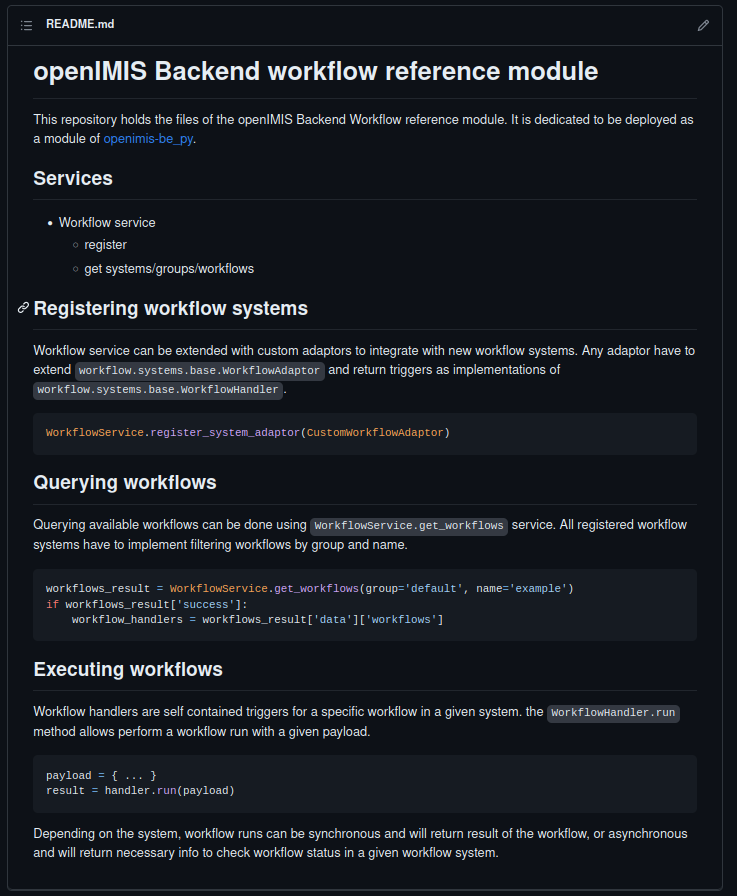 README.md
openIMIS Backend workflow reference module
This repository holds the files of the openIMIS Backend Workflow reference module. It is dedicated to be deployed as
a module of openimis-be_py.
Services
• Workflow service
○ register
○ get systems/groups/workflows
Registering workflow systems
Workflow service can be extended with custom adaptors to integrate with new workflow systems. Any adaptor have to
extend workflow.systems.base.WorkflowAdaptor and return triggers as implementations of
workflow.systems.base.WorkflowHandler.
WorkflowService.register_system_adaptor(CustomWorkflowAdaptor)
Querying workflows
Querying available workflows can be done using WorkflowService.get_workflows service. All registered workflow
systems have to implement filtering workflows by group and name.
workflows_result = WorkflowService.get_workflows(group='default', name='example')
if workflows_result['success']:
    workflow_handlers = workflows_result['data']['workflows']
Executing workflows
Workflow handlers are self contained triggers for a specific workflow in a given system. the WorkflowHandler.run
method allows perform a workflow run with a given payload.
payload = { ... }
result = handler.run(payload)
Depending on the system, workflow runs can be synchronous and will return result of the workflow, or asynchronous
and will return necessary info to check workflow status in a given workflow system.